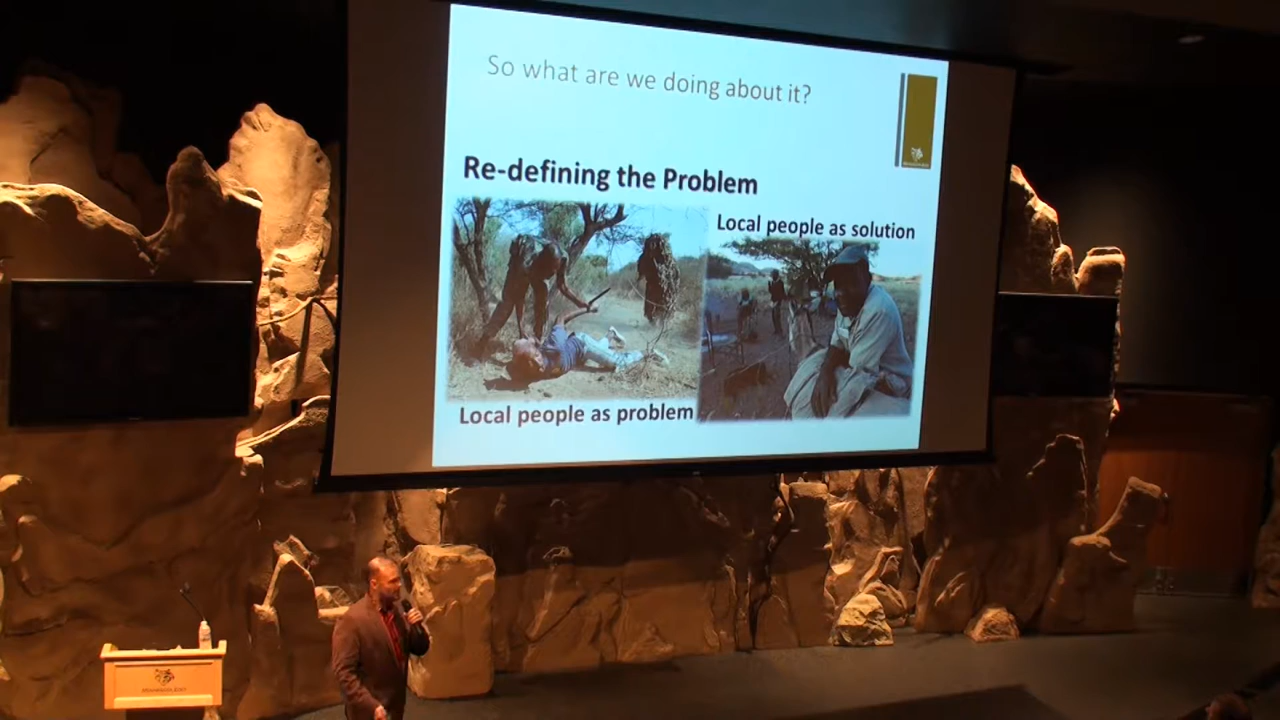 So what are we doing about it?
Re-defining the Problem
Local people as solution
Local people as problem